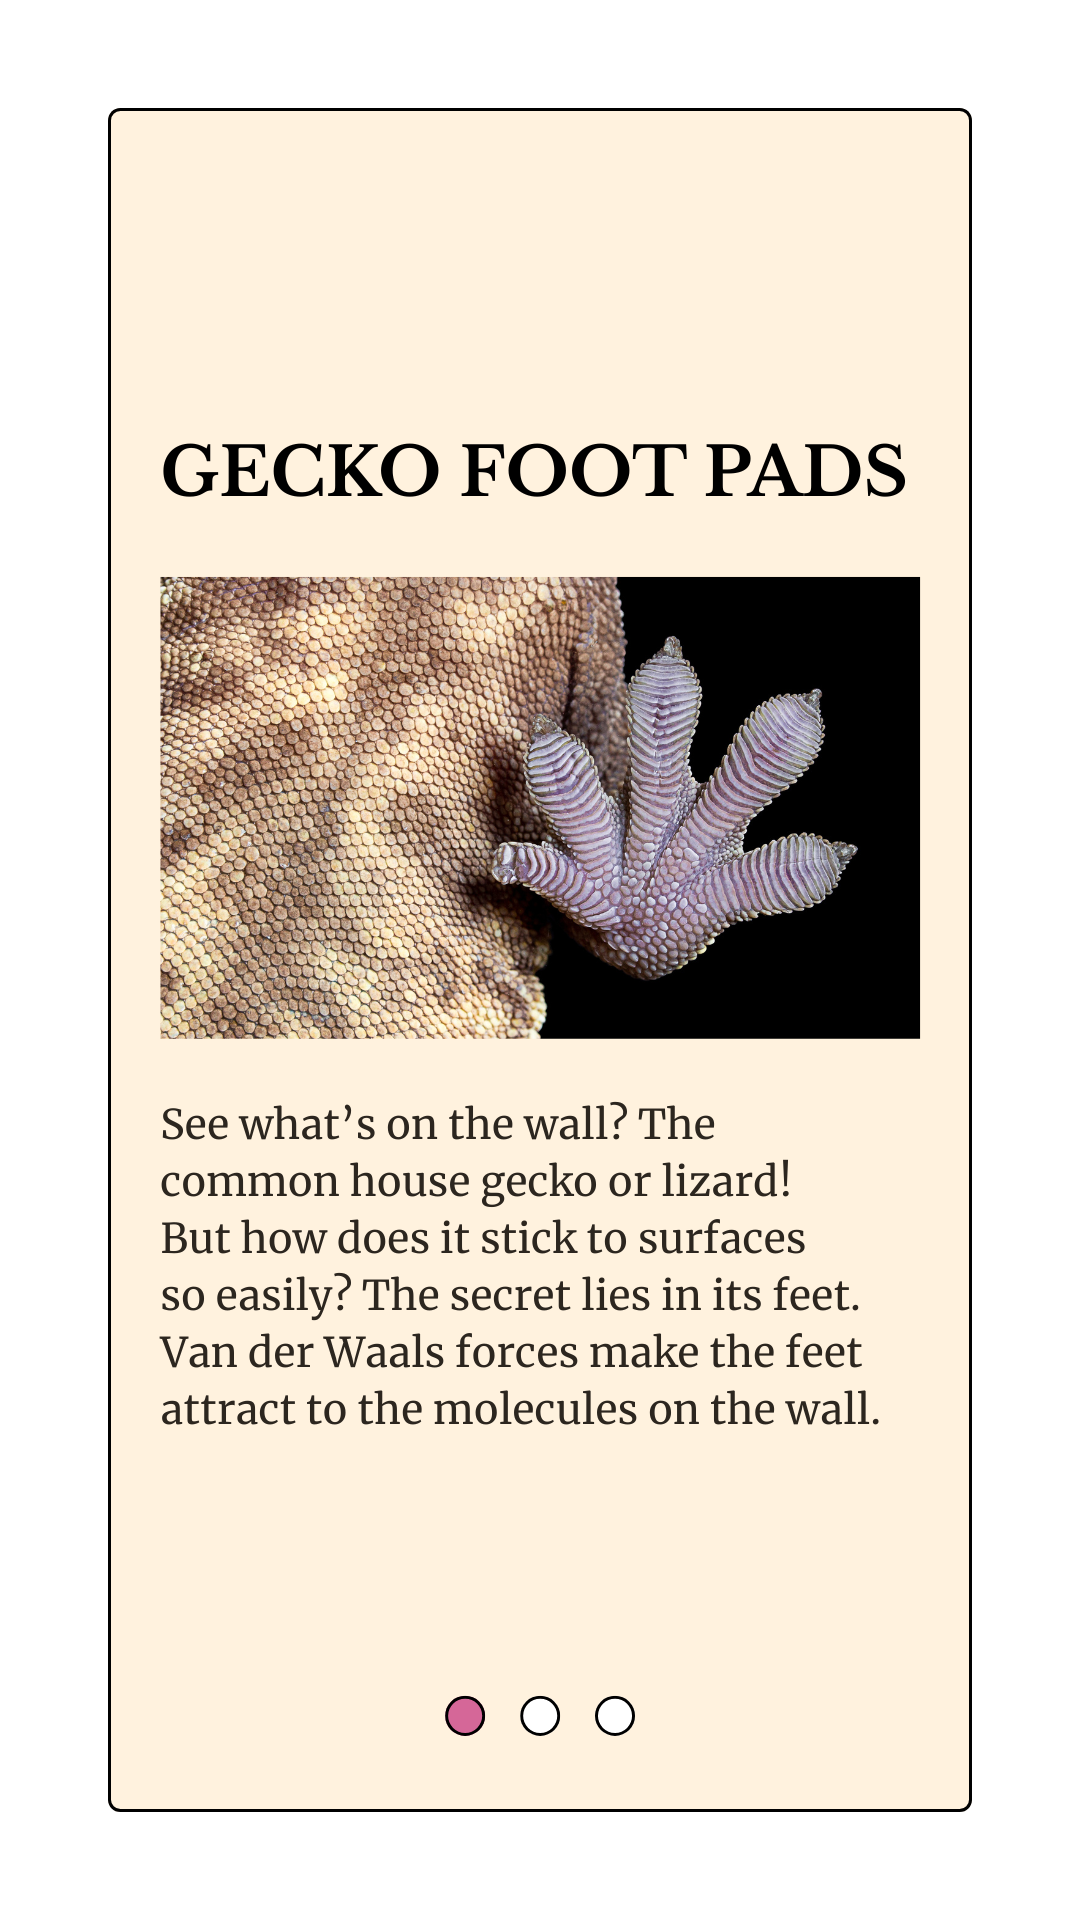 GECKO FOOT PADS
See what’s on the wall? The
common house gecko or lizard!
But how does it stick to surfaces
so easily? The secret lies in its feet.
Van der Waals forces make the feet
attract to the molecules on the wall.